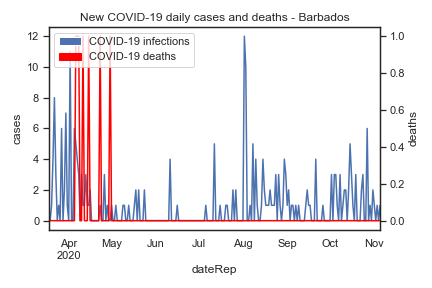 New COVID-19 daily cases and deaths - Barbados
COVID-19 infections
COVID-19 deaths
12
10
8
6
4
2
0
cases
1.0
0.8
0.6
0.4
0.2
0.0
deaths
Apr May Jun Jul Aug Sep Oct Nov
2020
dateRep